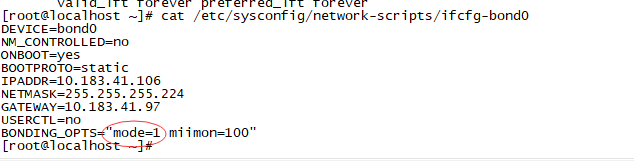 valid_lft forever preferred_lft forever
[root@localhost ~]# cat /etc/sysconfig/network-scripts/ifcfg-bond0
DEVICE=bond0
NM_CONTROLLED=no
ONBOOT=yes
BOOTPROTO=static
IPADDR=10.183.41.106
NETMASK=255.255.255.224
GATEWAY=10.183.41.97
USERCTL=no
BONDING_OPTS="mode=1 miimon=100"
[root@localhost ~]#